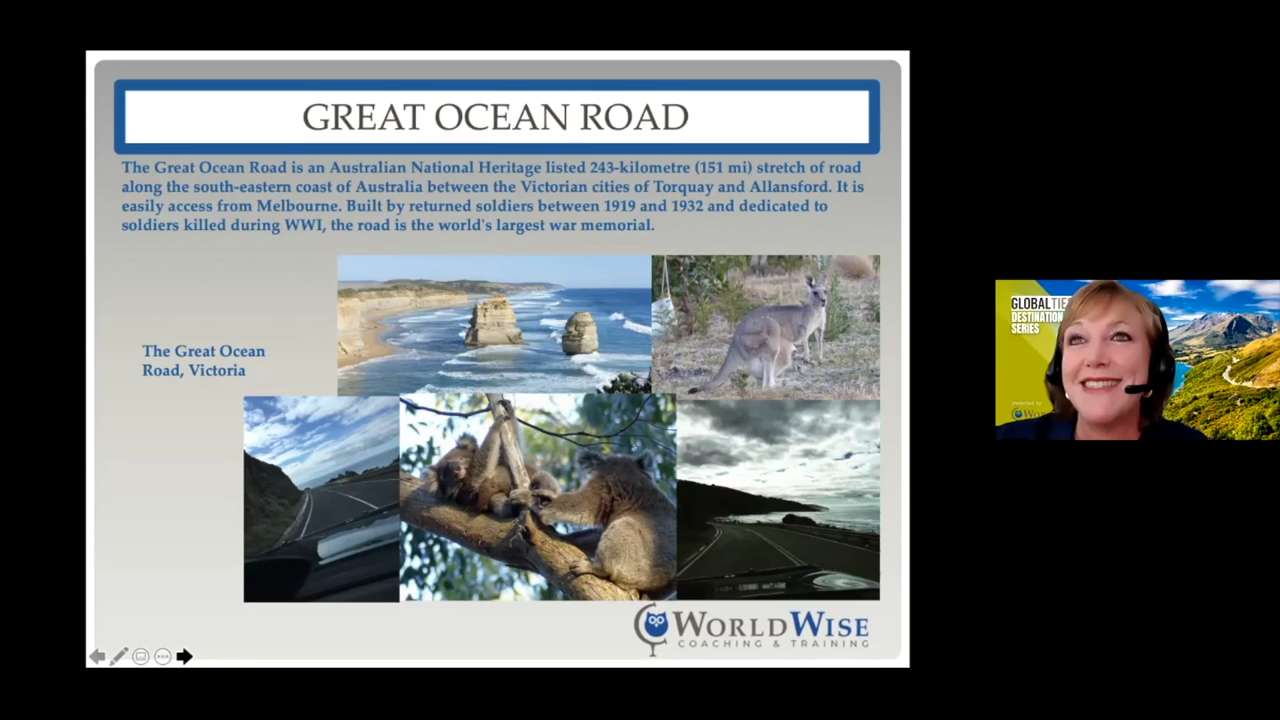 GREAT OCEAN ROAD
The Great Ocean Road is an Australian National Heritage listed 243-kilometre (151 mi) stretch of road
along the south-eastern coast of Australia between the Victorian cities of Torquay and Allansford. It is
easily access from Melbourne. Built by returned soldiers between 1919 and 1932 and dedicated to
soldiers killed during WWI, the road is the world's largest war memorial.
The Great Ocean
Road, Victoria
WORLDWISE
COACHING & TRAINING
GLOBAL
DESTINATION
SERIES
presented by